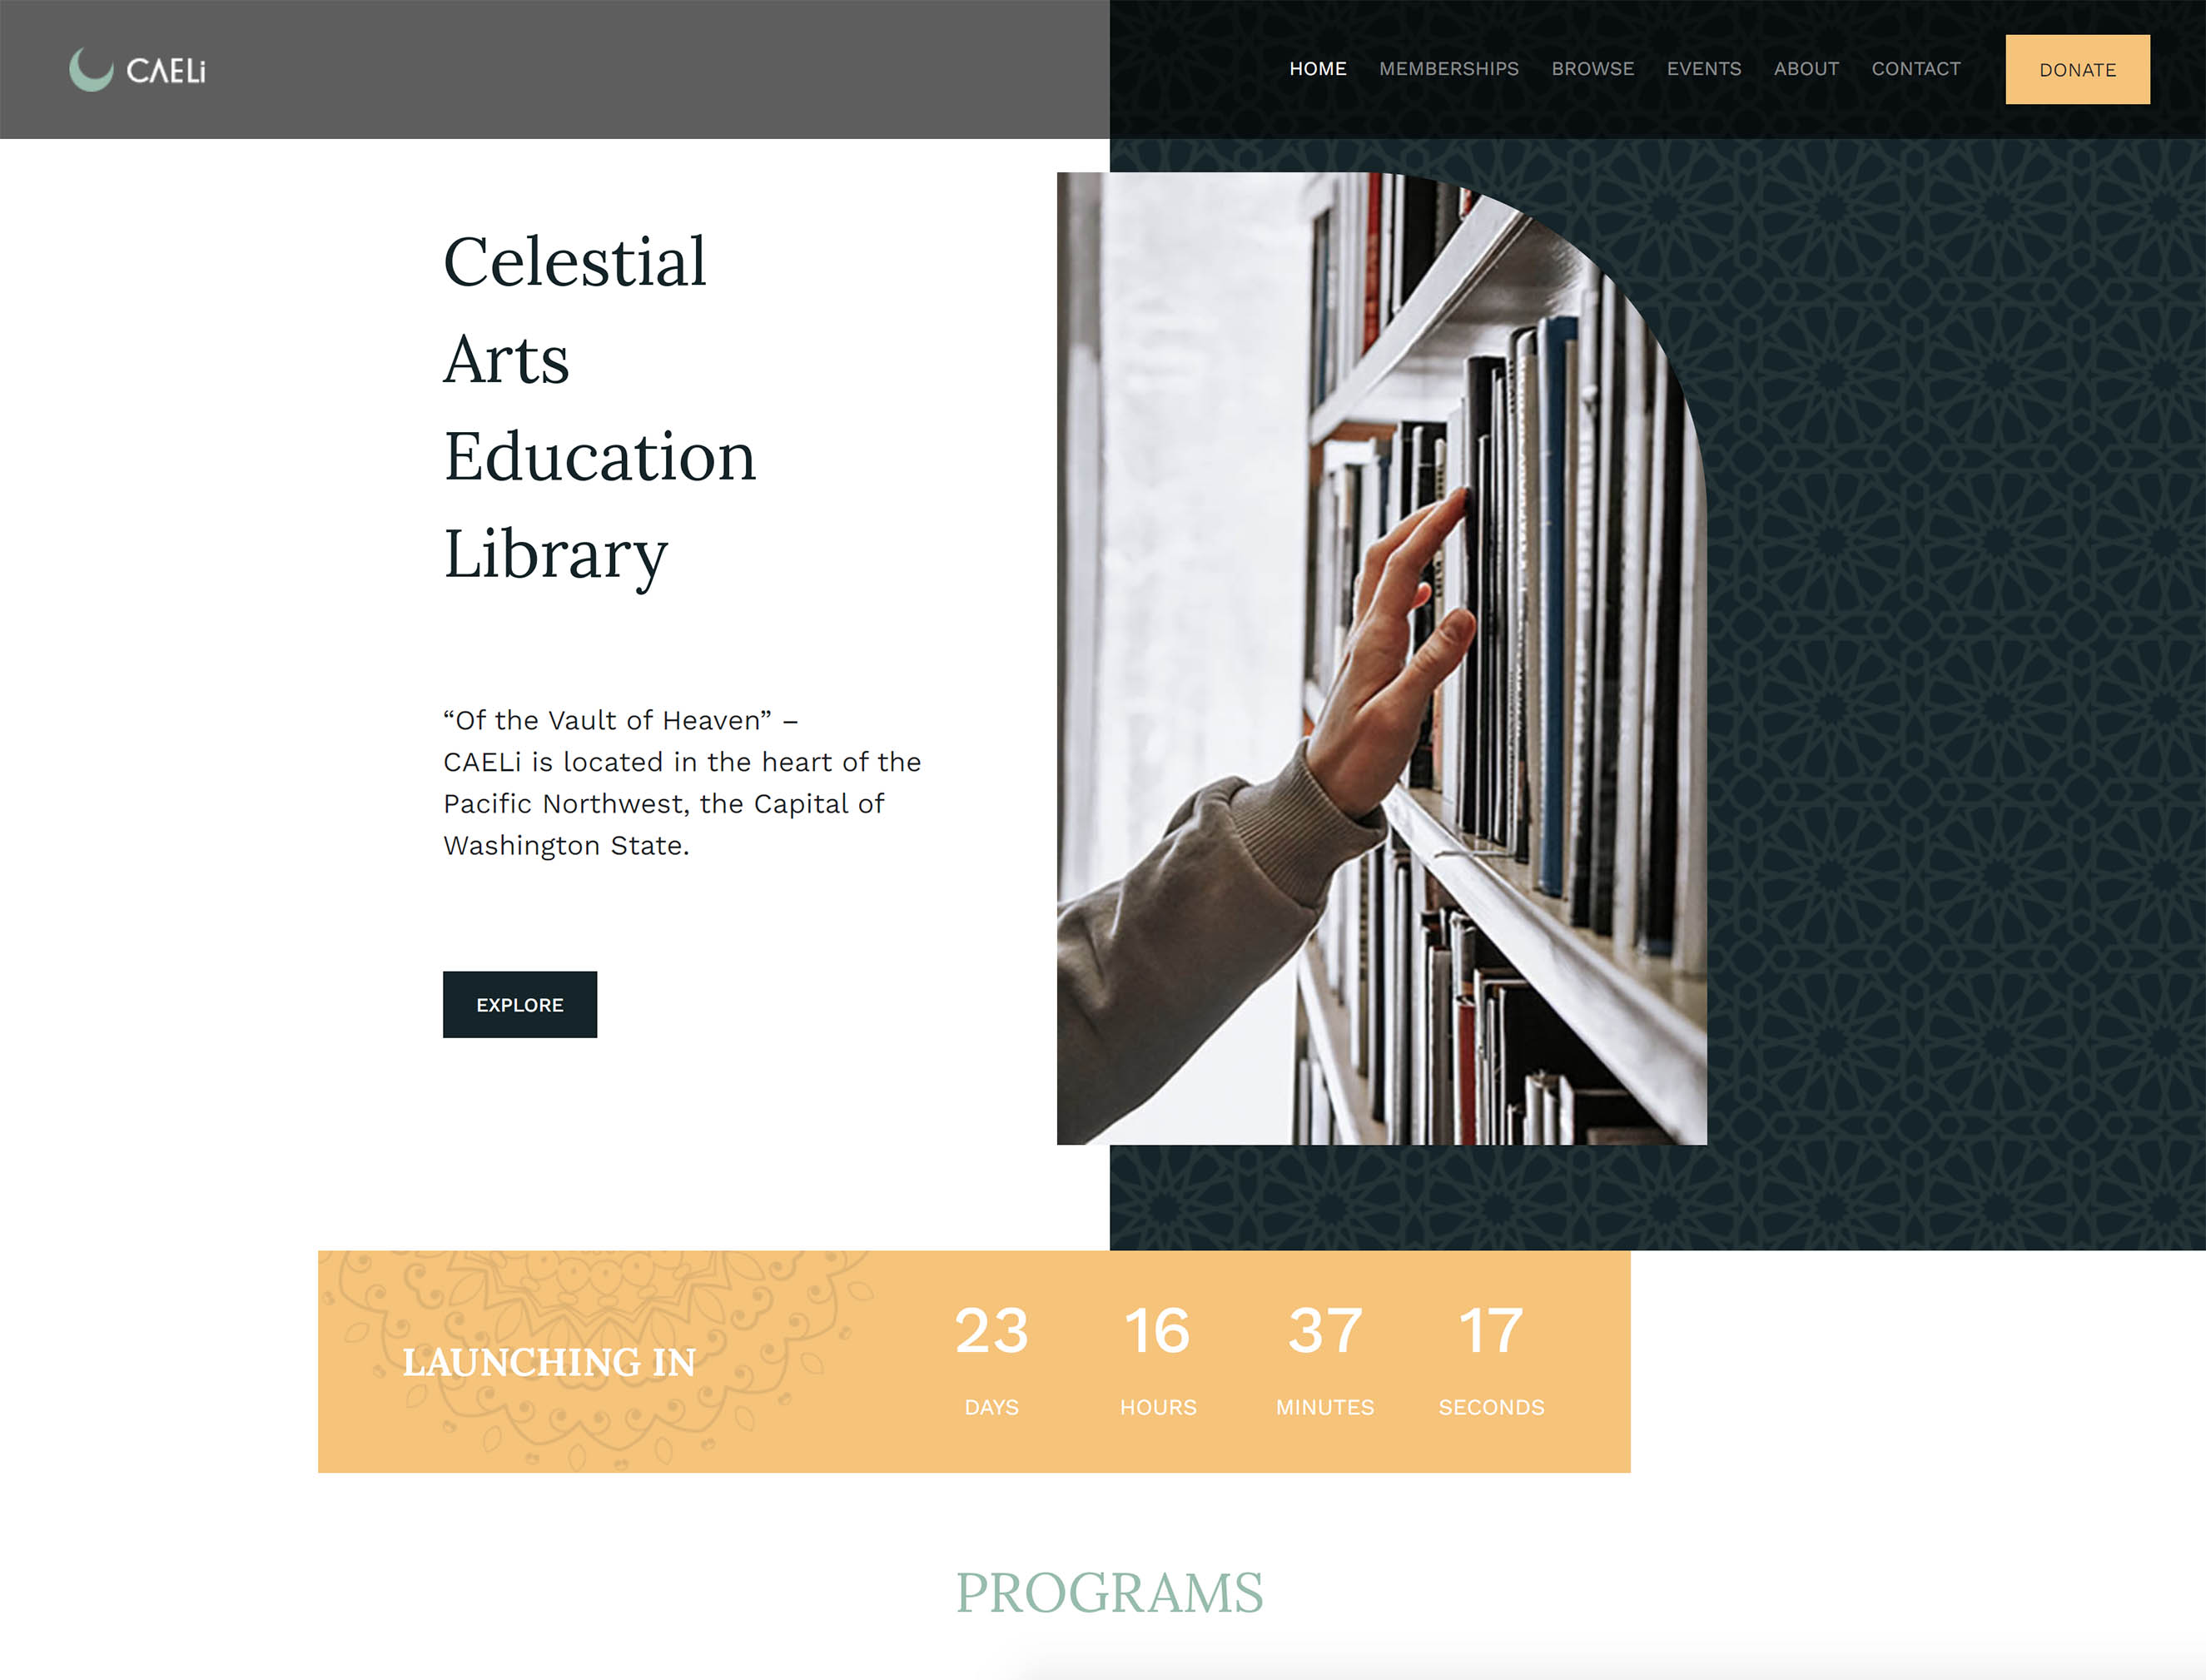 CAELi
HOME MEMBERSHIPS BROWSE EVENTS ABOUT CONTACT DONATE
Celestial
Arts
Education
Library
“Of the Vault of Heaven” –
CAELi is located in the heart of the
Pacific Northwest, the Capital of
Washington State.
EXPLORE
LAUNCHING IN
23 16 37 17
DAYS HOURS MINUTES SECONDS
PROGRAMS